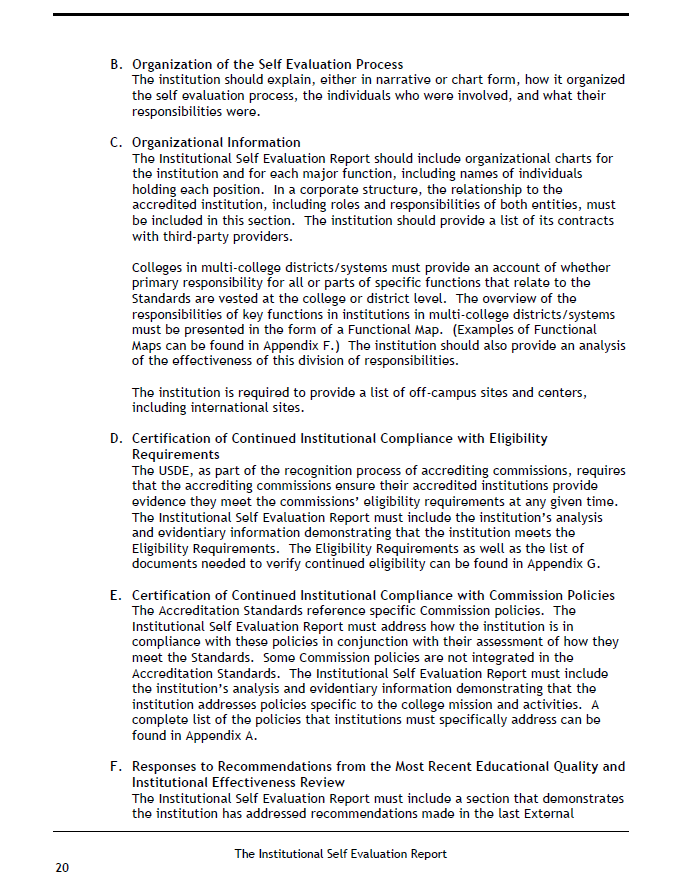 B. Organization of the Self Evaluation Process
The institution should explain, either in narrative or chart form, how it organized
the self evaluation process, the individuals who were involved, and what their
responsibilities were.
C. Organizational Information
The Institutional Self Evaluation Report should include organizational charts for
the institution and for each major function, including names of individuals
holding each position. In a corporate structure, the relationship to the
accredited institution, including roles and responsibilities of both entities, must
be included in this section. The institution should provide a list of its contracts
with third-party providers.
Colleges in multi-college districts/systems must provide an account of whether
primary responsibility for all or parts of specific functions that relate to the
Standards are vested at the college or district level. The overview of the
responsibilities of key functions in institutions in multi-college districts/systems
must be presented in the form of a Functional Map. (Examples of Functional
Maps can be found in Appendix F.) The institution should also provide an analysis
of the effectiveness of this division of responsibilities.
The institution is required to provide a list of off-campus sites and centers,
including international sites.
D. Certification of Continued Institutional Compliance with Eligibility
Requirements
The USDE, as part of the recognition process of accrediting commissions, requires
that the accrediting commissions ensure their accredited institutions provide
evidence they meet the commissions' eligibility requirements at any given time.
The Institutional Self Evaluation Report must include the institution's analysis
and evidentiary information demonstrating that the institution meets the
Eligibility Requirements. The Eligibility Requirements as well as the list of
documents needed to verify continued eligibility can be found in Appendix G.
E. Certification of Continued Institutional Compliance with Commission Policies
The Accreditation Standards reference specific Commission policies. The
Institutional Self Evaluation Report must address how the institution is in
compliance with these policies in conjunction with their assessment of how they
meet the Standards. Some Commission policies are not integrated in the
Accreditation Standards. The Institutional Self Evaluation Report must include
the institution's analysis and evidentiary information demonstrating that the
institution addresses policies specific to the college mission and activities. A
complete list of the policies that institutions must specifically address can be
found in Appendix A.
F. Responses to Recommendations from the Most Recent Educational Quality and
Institutional Effectiveness Review
The Institutional Self Evaluation Report must include a section that demonstrates
the institution has addressed recommendations made in the last External
The Institutional Self Evaluation Report
20